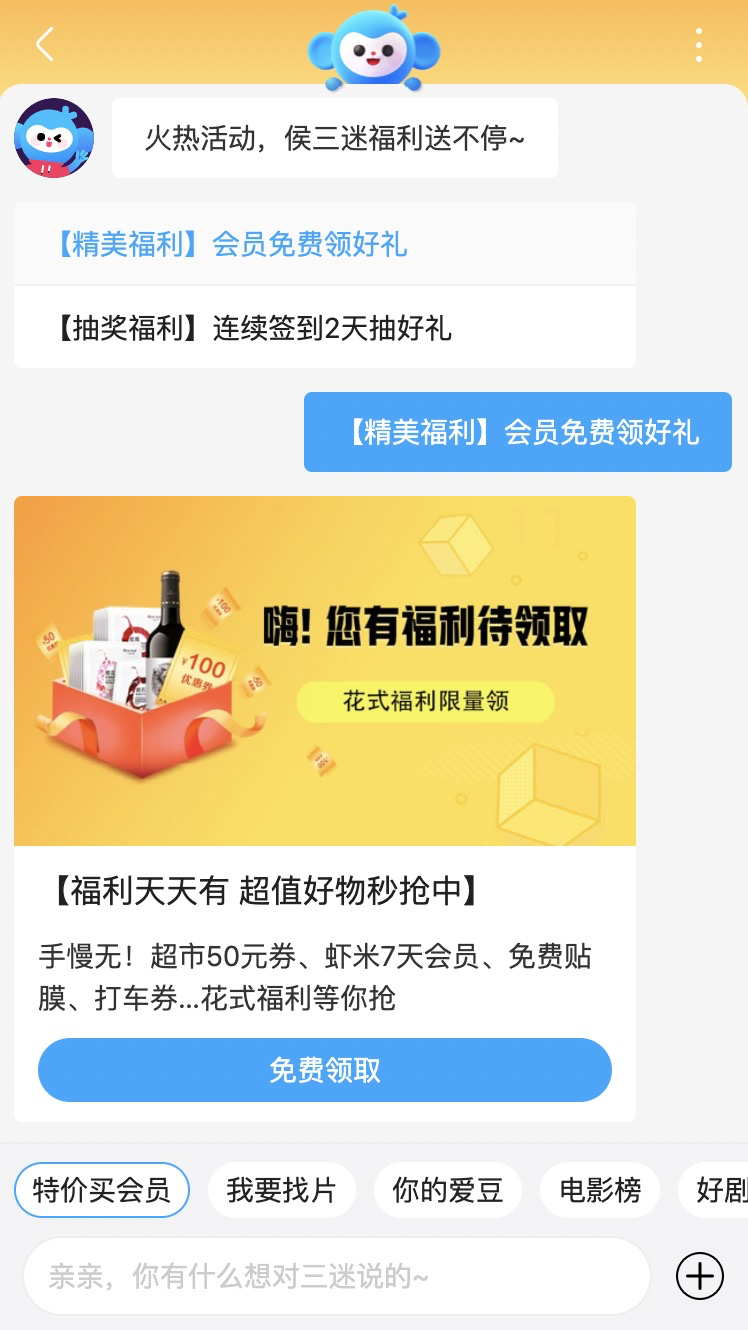 火热活动，侯三迷福利送不停~
【精美福利】会员免费领好礼
【抽奖福利】连续签到2天抽好礼
【精美福利】会员免费领好礼
嗨! 您有福利待领取
花式福利限量领
¥100
优惠券
【福利天天有 超值好物秒抢中】
手慢无！超市50元券、虾米7天会员、免费贴
膜、打车券...花式福利等你抢
免费领取
特价买会员
我要找片
你的爱豆
电影榜
好剧
亲亲，你有什么想对三迷说的~